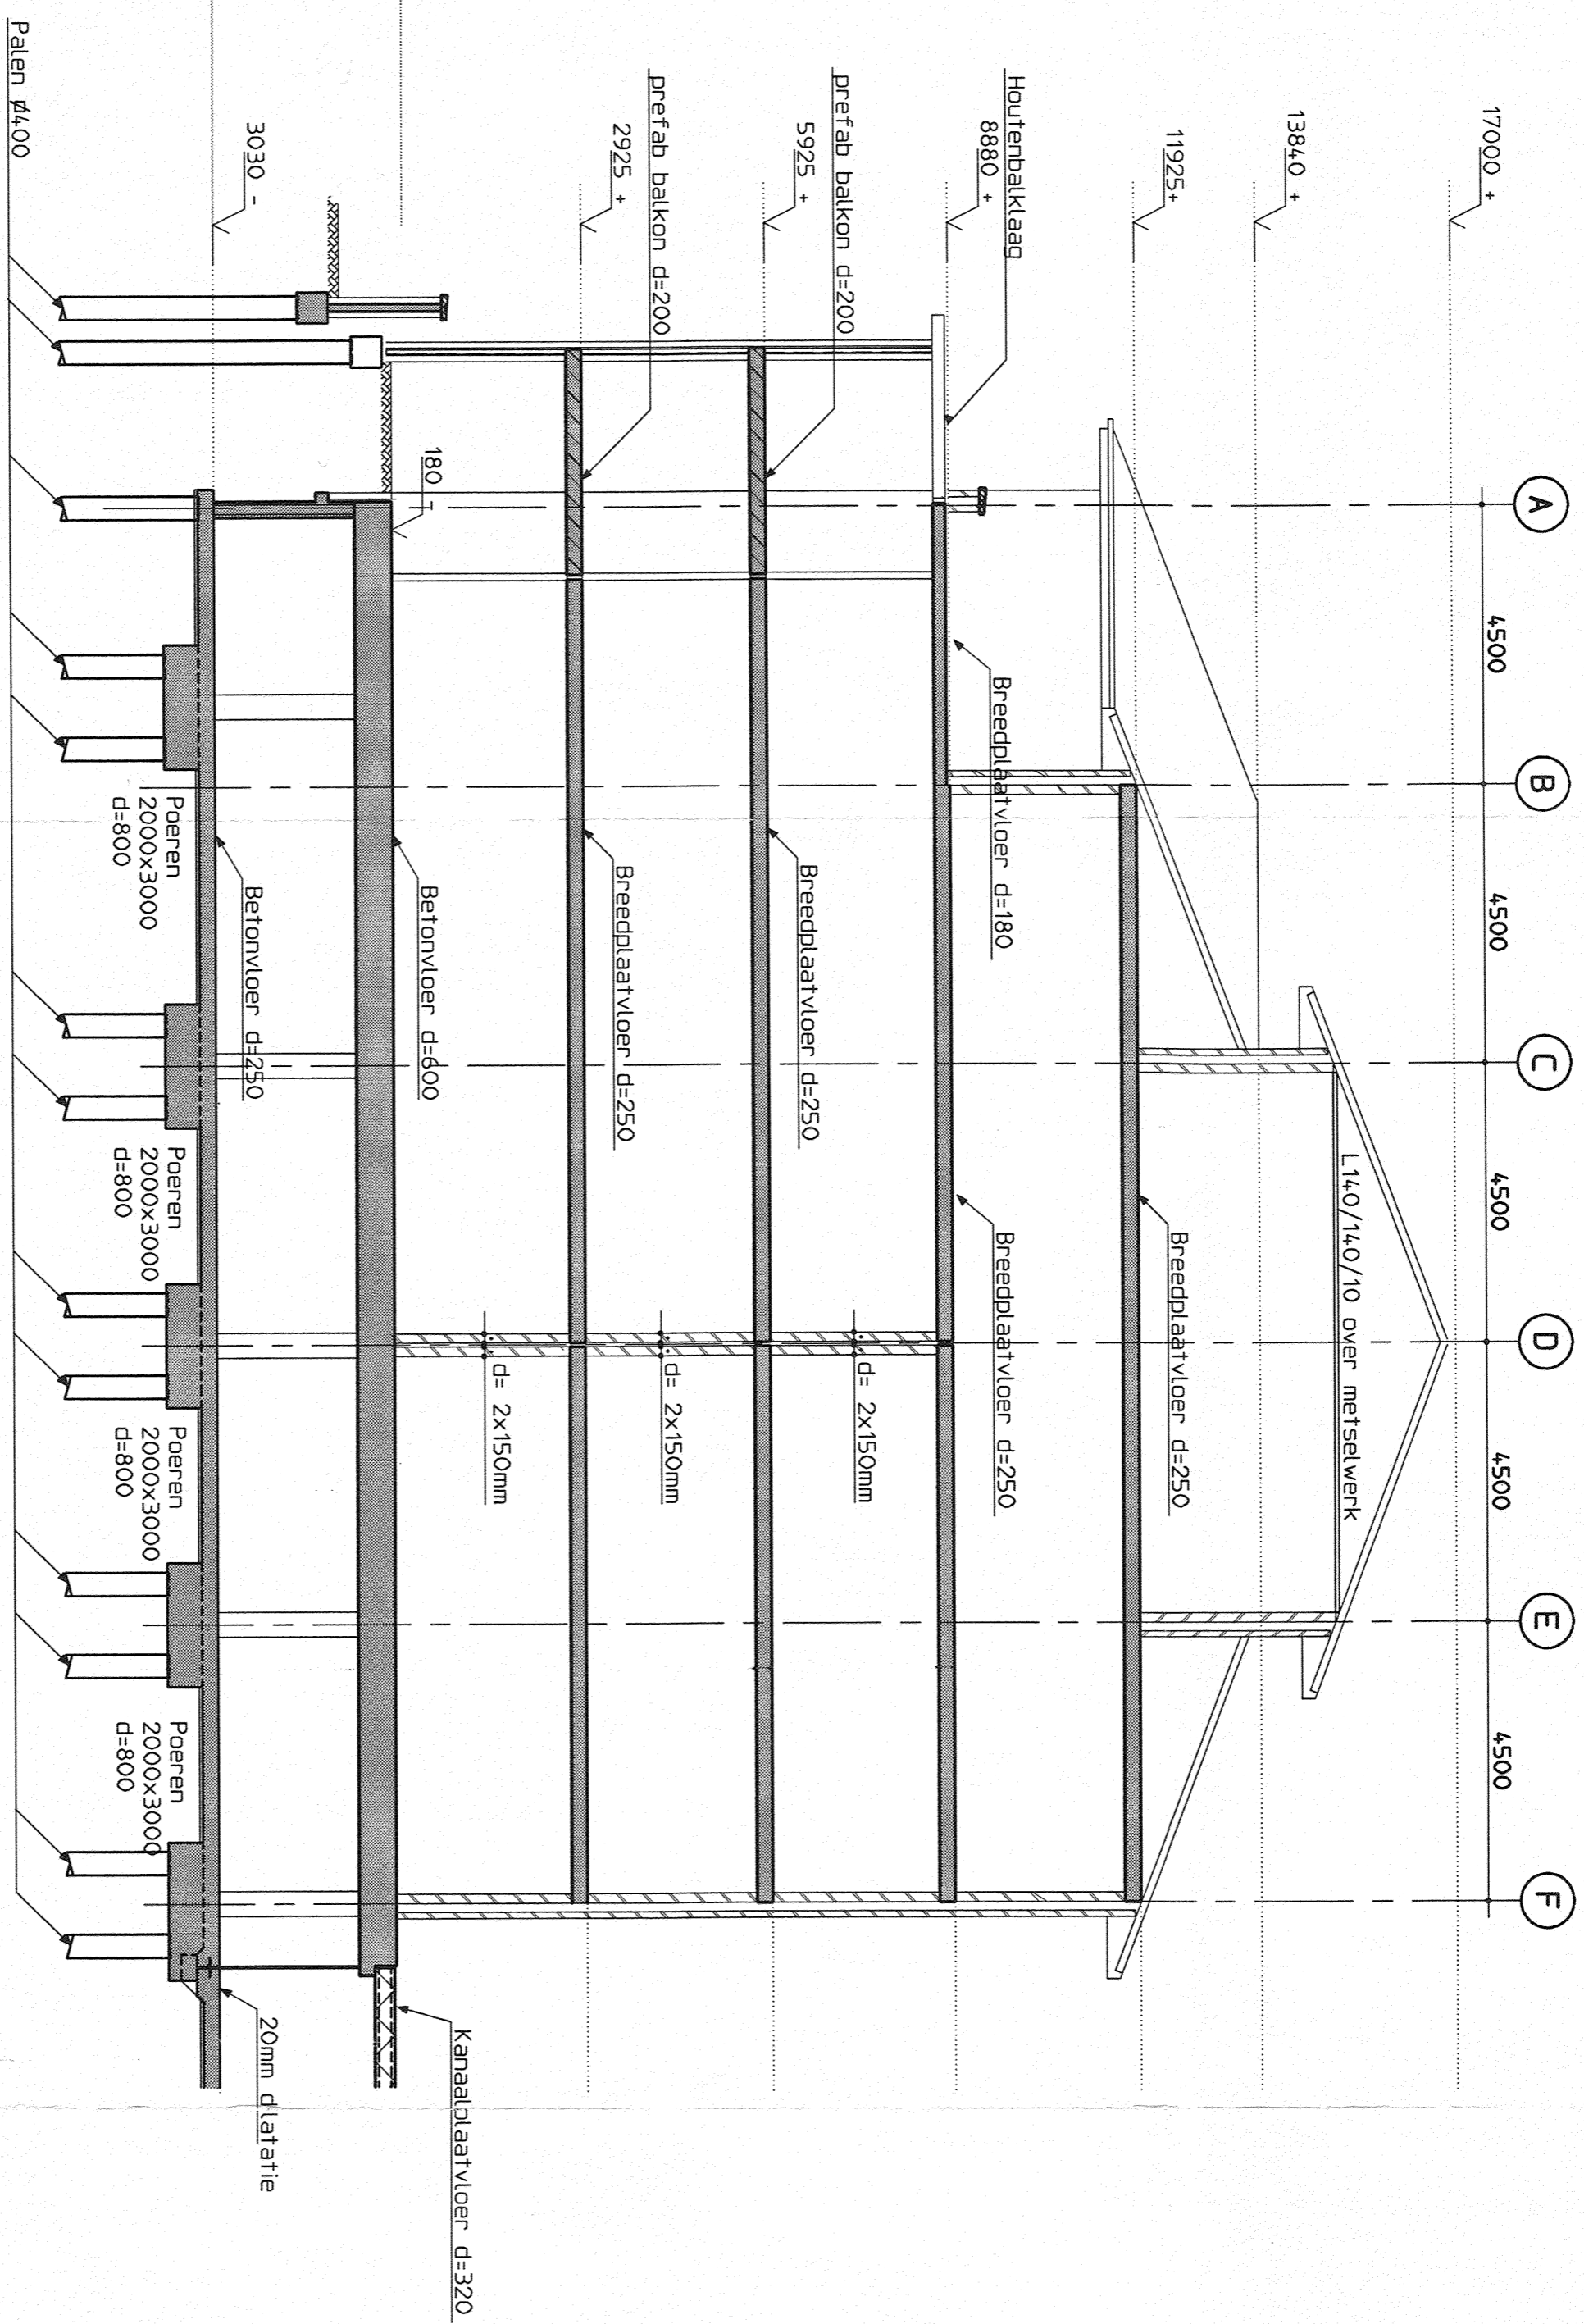 A
B
C
D
E
F
4500
4500
4500
4500
4500
17000 +
13840 +
11925+
8880 +
5925 +
2925 +
180 -
3030 -
Houtenbalklaag
prefab balkon d=200
prefab balkon d=200
L140/140/10 over metselwerk
Breedplaatvloer d=250
Breedplaatvloer d=180
Breedplaatvloer d=250
Breedplaatvloer d=250
Breedplaatvloer d=250
d= 2x150mm
d= 2x150mm
d= 2x150mm
Betonvloer d=600
Kanaalplaatvloer d=320
Betonvloer d=250
20mm dilatatie
Poeren
2000x3000
d=800
Poeren
2000x3000
d=800
Poeren
2000x3000
d=800
Poeren
2000x3000
d=800
Palen ø400